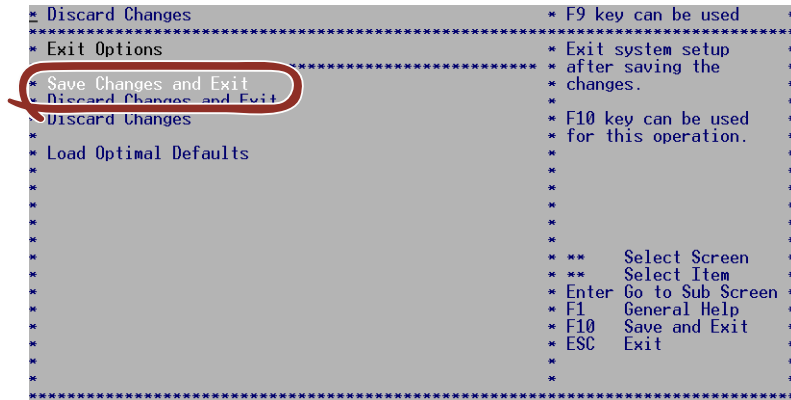 * Discard Changes * F9 key can be used *
******************************************************************************
* Exit Options * Exit system setup *
****************************** * after saving the *
* Save Changes and Exit * changes. *
* Discard Changes and Exit *
* Discard Changes * F10 key can be used *
* * for this operation. *
* Load Optimal Defaults * *
* * *
* * *
* * *
* * *
* * *
* * ** Select Screen *
* * ** Select Item *
* * Enter Go to Sub Screen *
* * F1 General Help *
* * F10 Save and Exit *
* * ESC Exit *
* * *
* * *
******************************************************************************